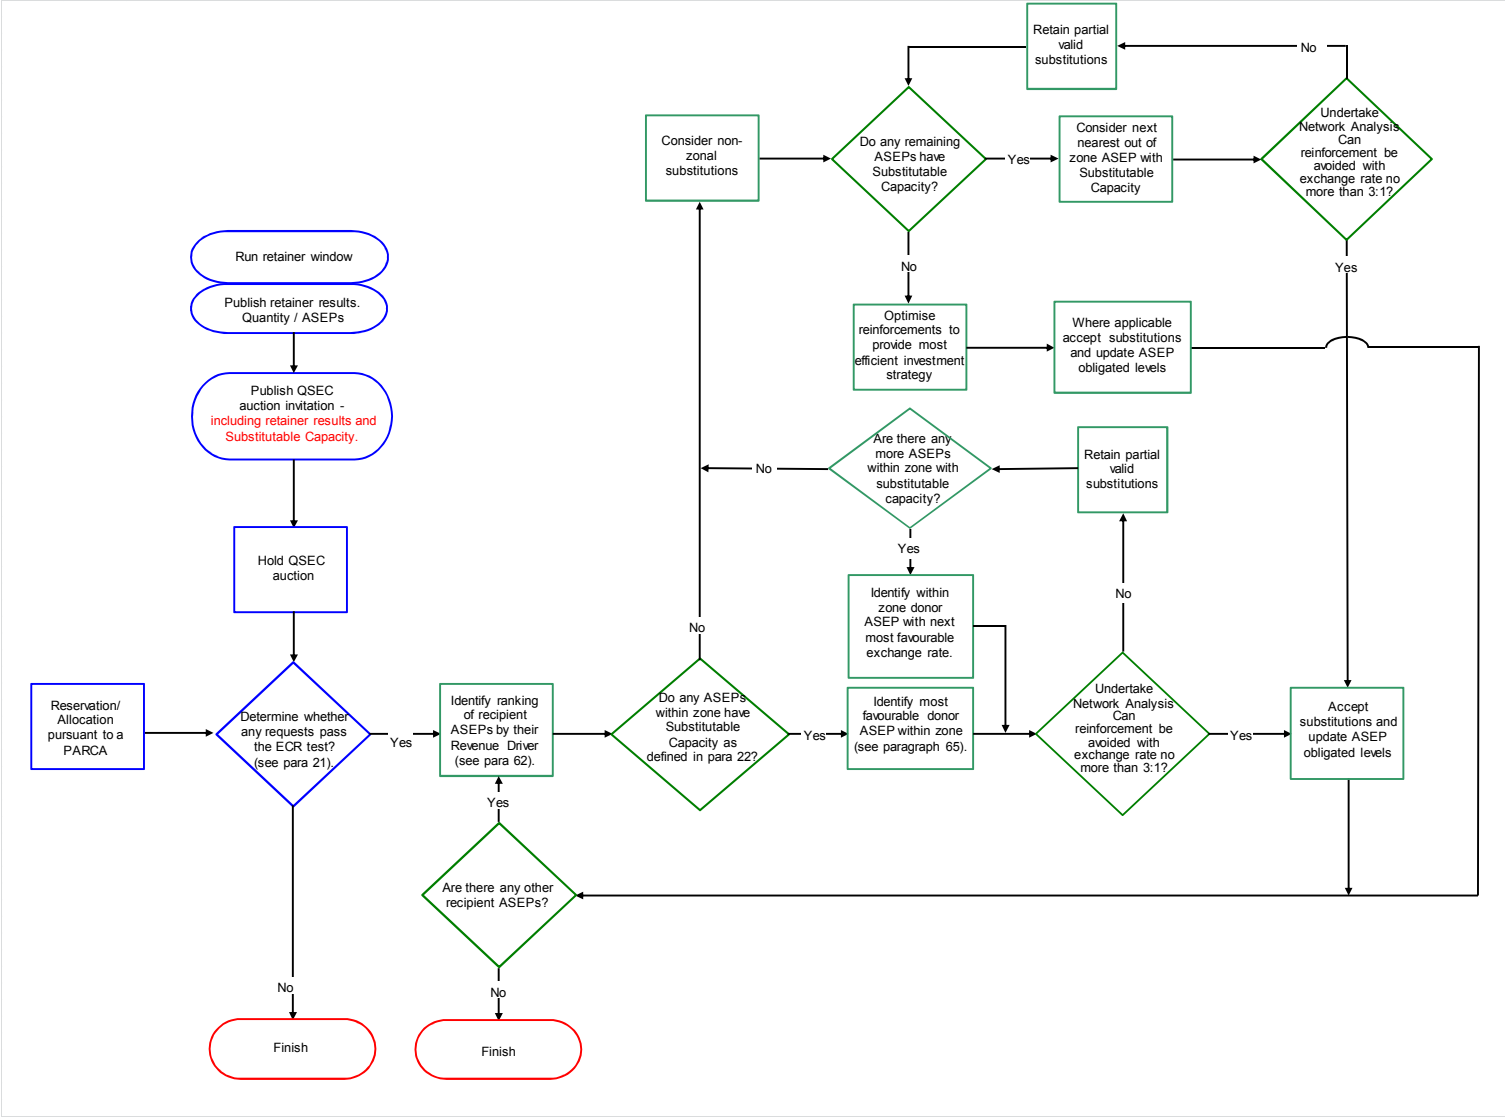 Retain partial
valid
substitutions
No
Undertake
Network Analysis
Can
reinforcement be
avoided with
exchange rate no
more than 3:1?
Consider non-
zonal
substitutions
Do any remaining
ASEPs have
Substitutable
Capacity?
Yes
Consider next
nearest out of
zone ASEP with
Substitutable
Capacity
Yes
No
Run retainer window
Publish retainer results.
Quantity / ASEPs
Optimise
reinforcements to
provide most
efficient investment
strategy
Where applicable
accept substitutions
and update ASEP
obligated levels
Publish QSEC
auction invitation -
including retainer results and
Substitutable Capacity.
No
Are there any
more ASEPs
within zone with
substitutable
capacity?
Retain partial
valid
substitutions
Yes
Hold QSEC
auction
Identify within
zone donor
ASEP with next
most favourable
exchange rate.
No
No
Reservation/
Allocation
pursuant to a
PARCA
Determine whether
any requests pass
the ECR test?
(see para 21).
Yes
Identify ranking
of recipient
ASEPs by their
Revenue Driver
(see para 62).
Do any ASEPs
within zone have
Substitutable
Capacity as
defined in para 22?
Yes
Identify most
favourable donor
ASEP within zone
(see paragraph 65).
Undertake
Network Analysis
Can
reinforcement be
avoided with
exchange rate no
more than 3:1?
Yes
Accept
substitutions and
update ASEP
obligated levels
Yes
Are there any other
recipient ASEPs?
No
No
Finish
Finish